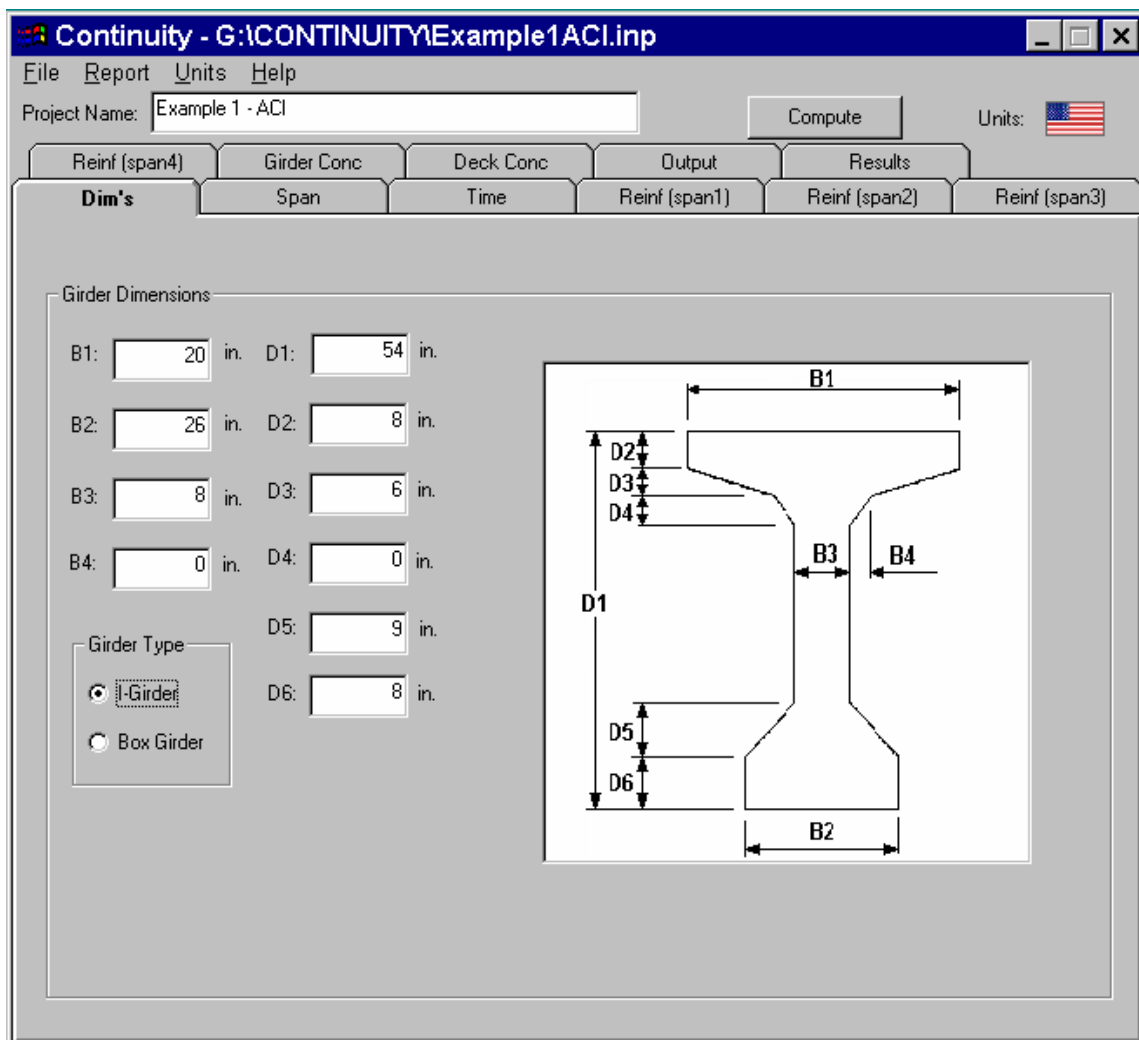 Continuity - G:\CONTINUITY\Example1ACI.inp
File Report Units Help
Project Name: Example 1 - ACI
Compute
Units:
Reinf (span4) Girder Conc Deck Conc Output Results
Dim's Span Time Reinf (span1) Reinf (span2) Reinf (span3)
Girder Dimensions
B1: 20 in. D1: 54 in.
B2: 26 in. D2: 8 in.
B3: 8 in. D3: 6 in.
B4: 0 in. D4: 0 in.
D5: 9 in.
D6: 8 in.
Girder Type
I-Girder
Box Girder
B1
D2
D3
D4
B3 B4
D1
D5
D6
B2